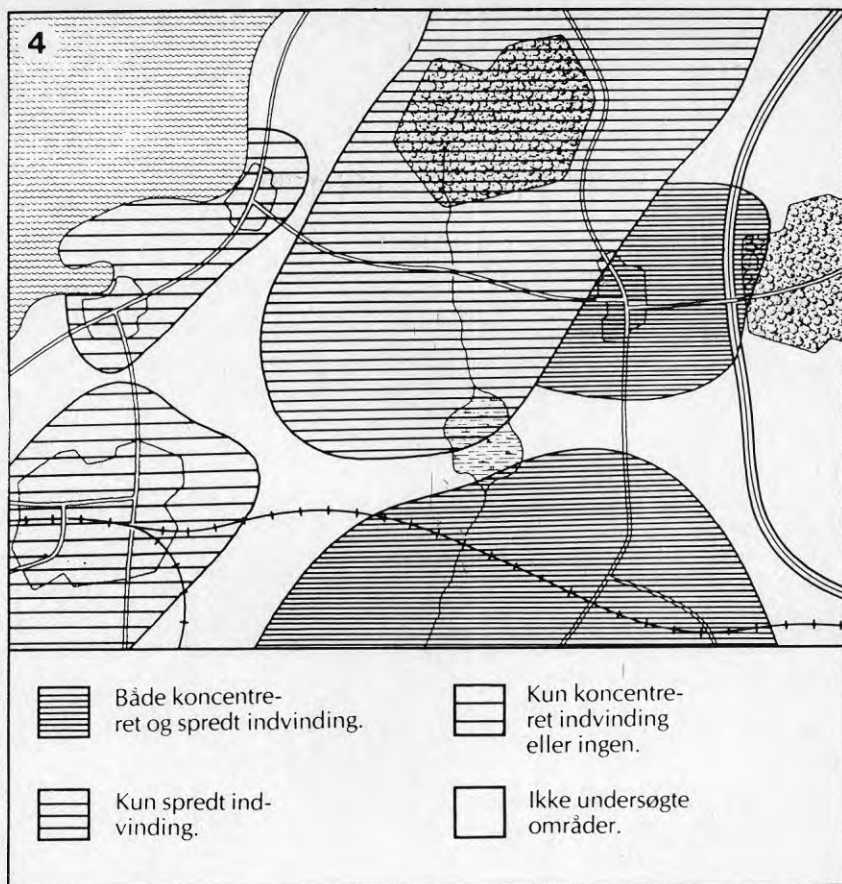 4
Både koncentre-
ret og spredt indvinding.
Kun spredt ind-
vinding.
Kun koncentre-
ret indvinding
eller ingen.
Ikke undersøgte
områder.